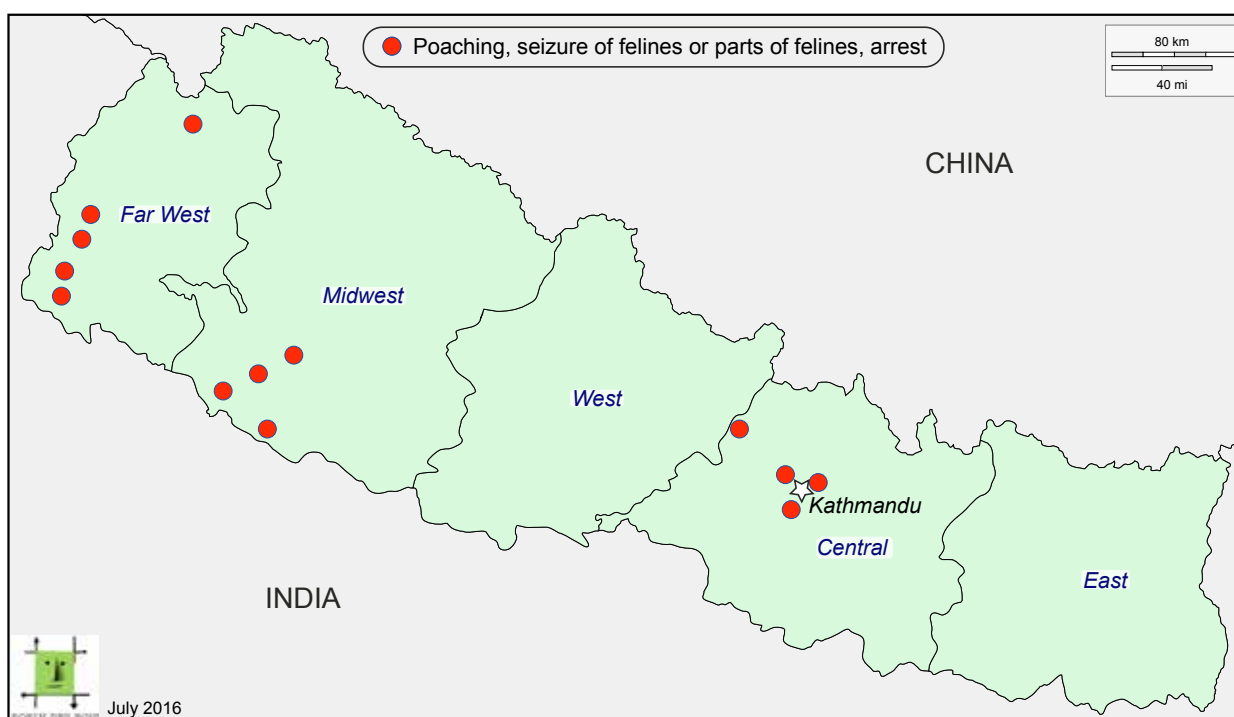 Poaching, seizure of felines or parts of felines, arrest
80 km
40 mi
CHINA
Far West
Midwest
West
Kathmandu
Central
East
INDIA
July 2016